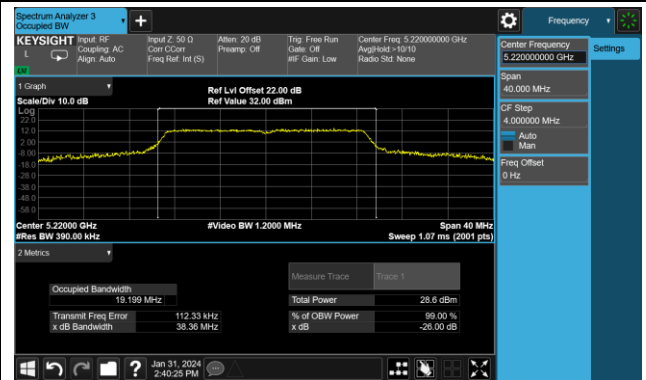 Spectrum Analyzer 3
Occupied BW
Frequency
KEYSIGHT
L
Input: RF
Coupling: AC
Align: Auto
Input Z: 50 Ω
Corr CCorr
Freq Ref: Int (S)
Atten: 20 dB
Preamp: Off
Trig: Free Run
Gate: Off
#IF Gain: Low
Center Freq: 5.220000000 GHz
Avg|Hold:>10/10
Radio Std: None
LW
Center Frequency
5.220000000 GHz
Settings
Span
40.000 MHz
CF Step
4.000000 MHz
Auto
Man
Freq Offset
0 Hz
1 Graph
Scale/Div 10.0 dB
Ref Lvl Offset 22.00 dB
Ref Value 32.00 dBm
Log
22.0
12.0
2.00
-8.00
-18.0
-28.0
-38.0
-48.0
-58.0
Center 5.22000 GHz
#Res BW 390.00 kHz
#Video BW 1.2000 MHz
Span 40 MHz
Sweep 1.07 ms (2001 pts)
2 Metrics
Measure Trace
Trace 1
Occupied Bandwidth
19.199 MHz
Total Power
28.6 dBm
Transmit Freq Error
112.33 kHz
% of OBW Power
99.00 %
x dB Bandwidth
38.36 MHz
x dB
-26.00 dB
?
Jan 31, 2024
2:40:25 PM